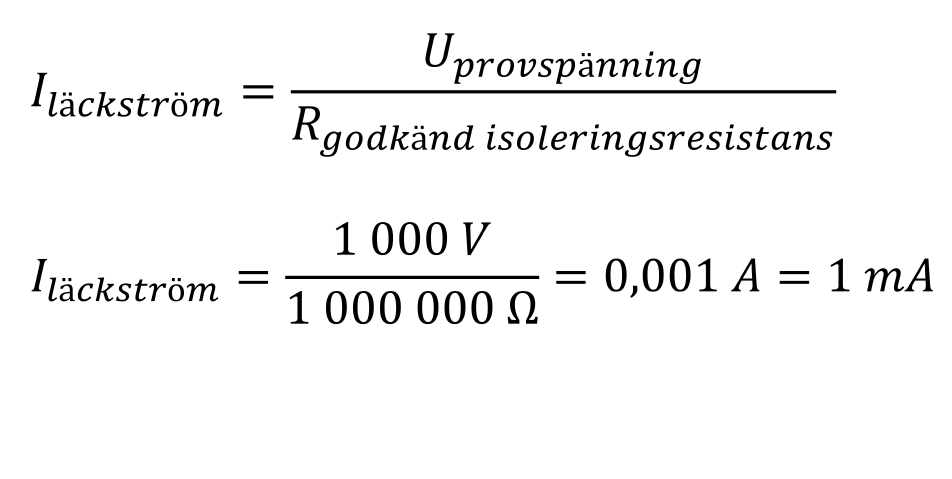 I_läckström = U_provspänning / R_godkänd isoleringsresistans
I_läckström = 1 000 V / 1 000 000 Ω = 0,001 A = 1 mA